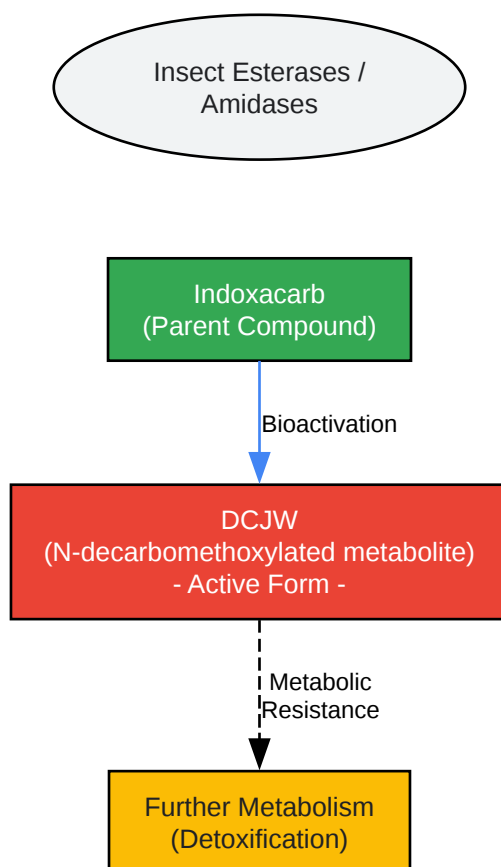 Insect Esterases /
Amidases
Indoxacarb
(Parent Compound)
Bioactivation
DCJW
(N-decarbomethoxylated metabolite)
- Active Form -
Metabolic
Resistance
Further Metabolism
(Detoxification)